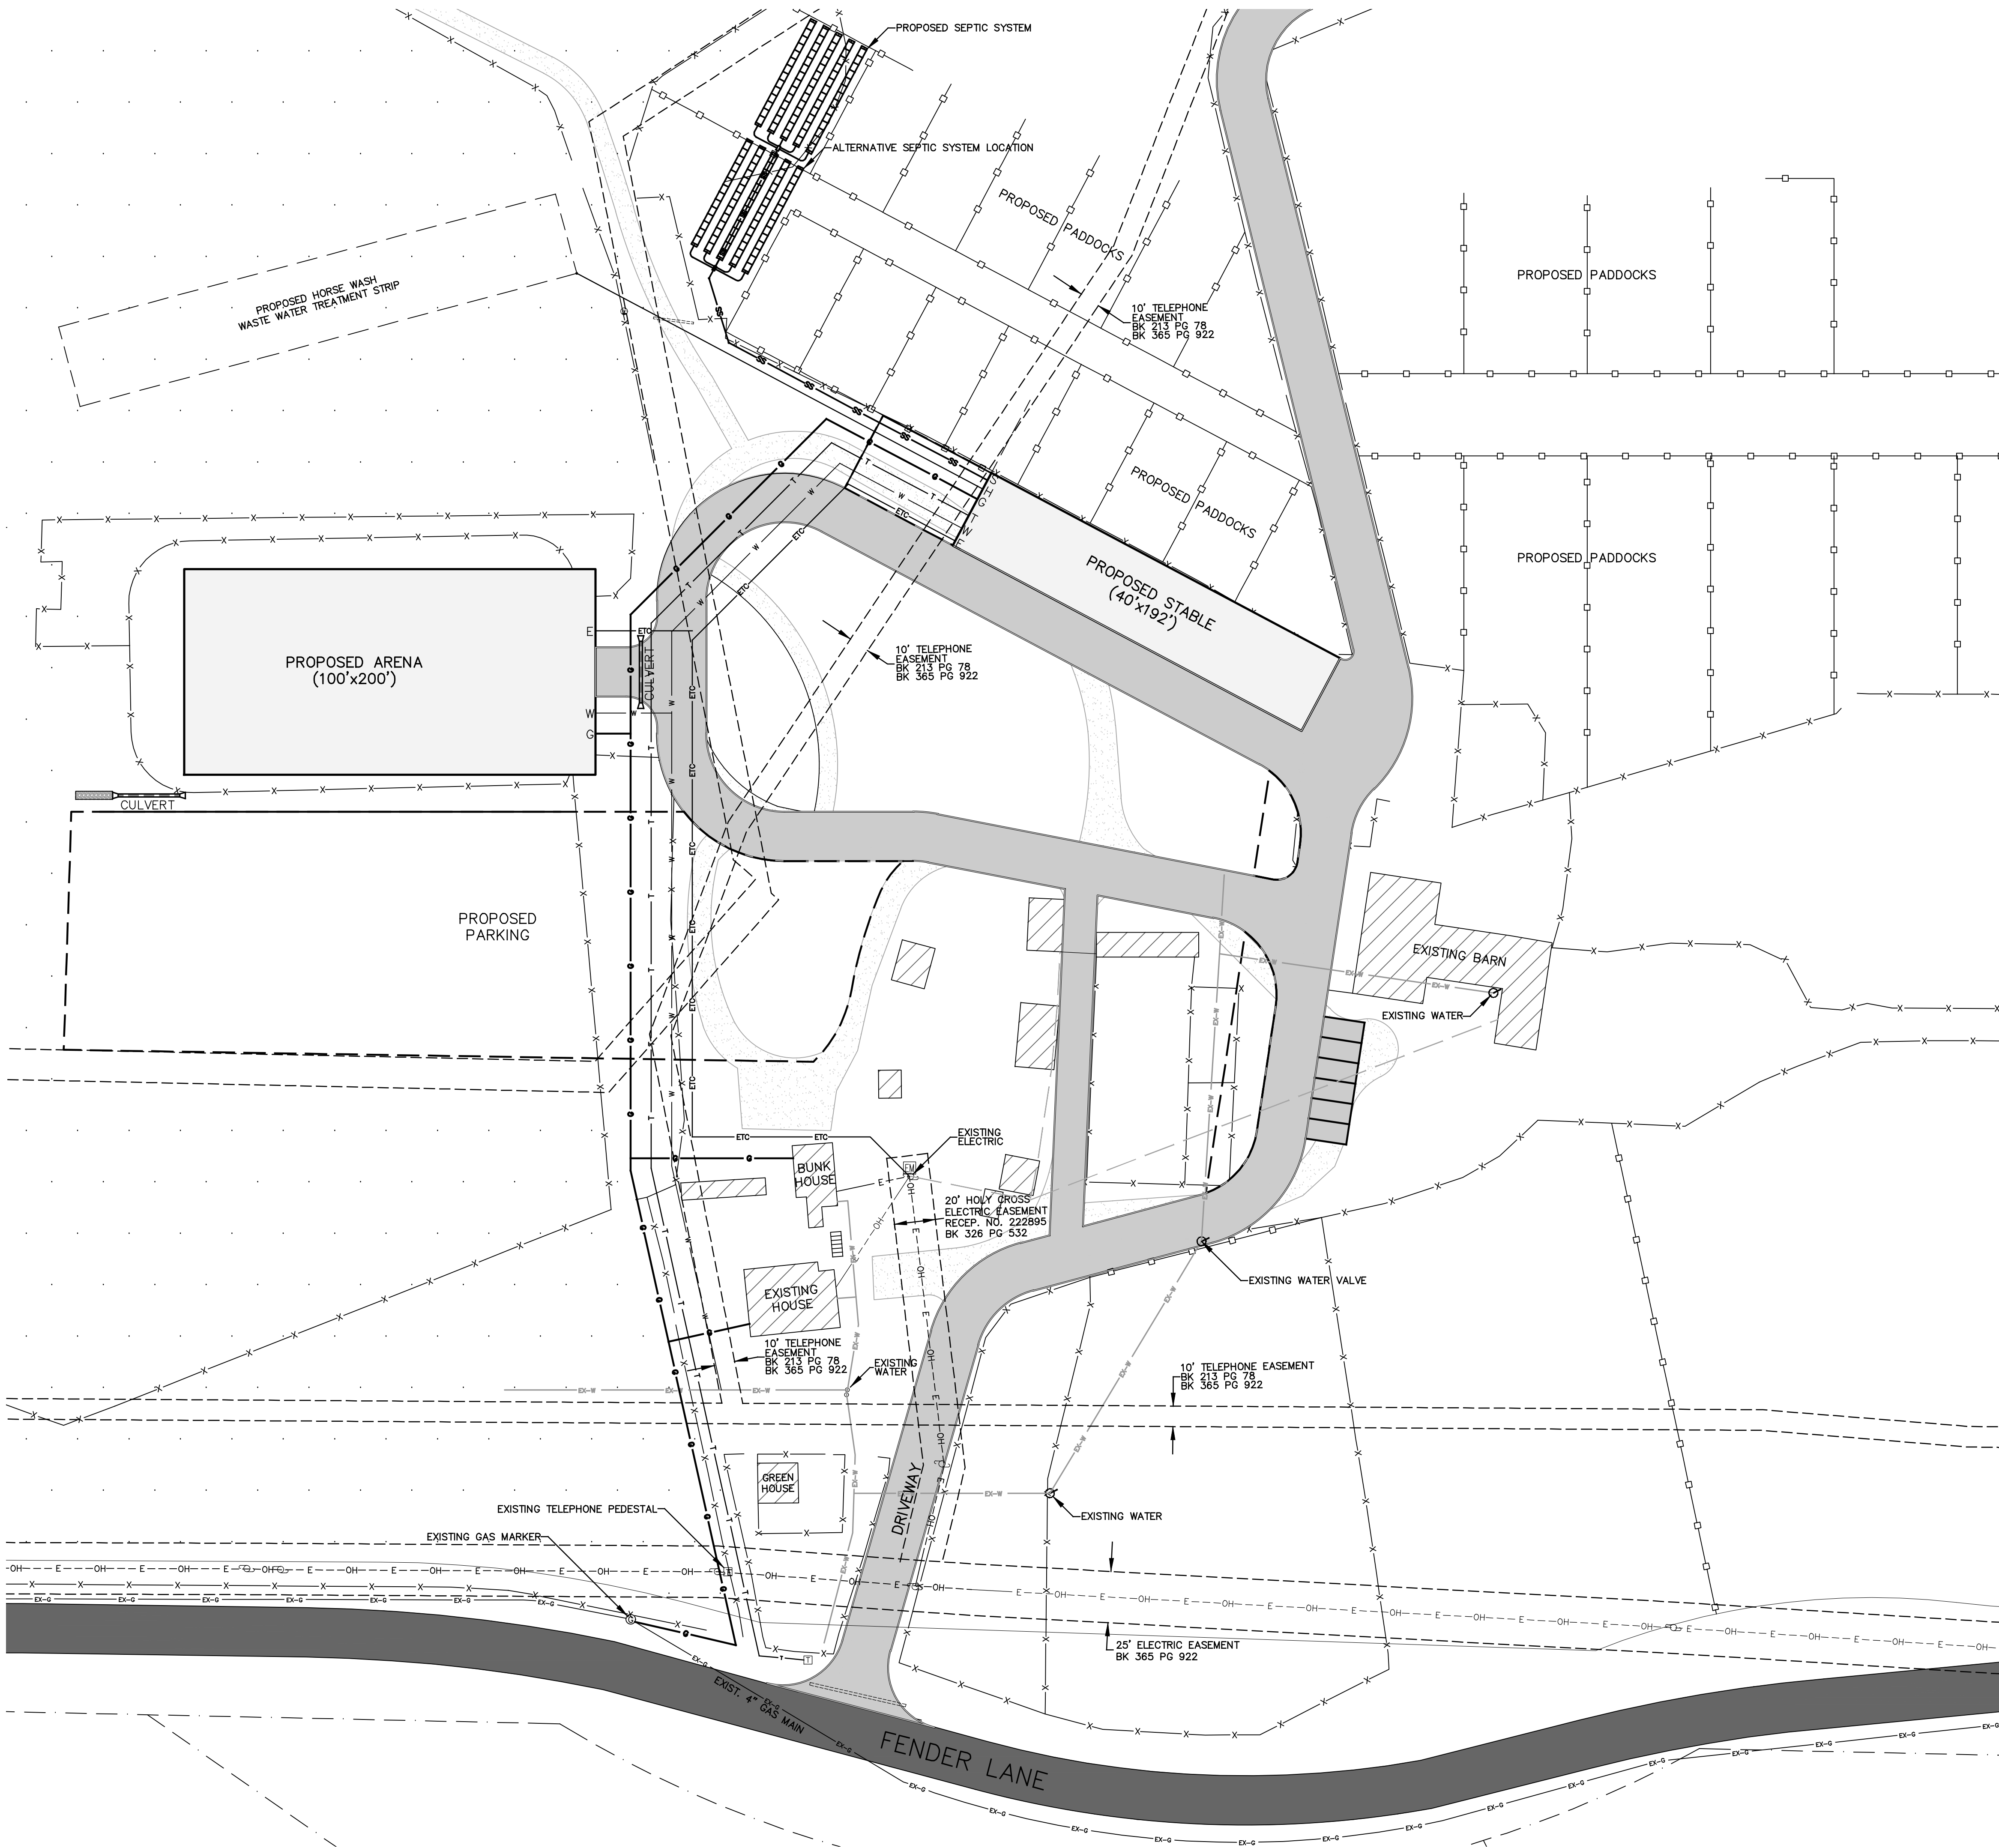 PROPOSED SEPTIC SYSTEM
ALTERNATIVE SEPTIC SYSTEM LOCATION
PROPOSED PADDOCKS
PROPOSED PADDOCKS
PROPOSED HORSE WASH
WASTE WATER TREATMENT STRIP
10' TELEPHONE
EASEMENT
BK 213 PG 78
BK 365 PG 922
PROPOSED PADDOCKS
PROPOSED PADDOCKS
S
H
G
T
W
E
PROPOSED STABLE
(40'x192')
PROPOSED ARENA
(100'x200')
E
W
G
CULVERT
10' TELEPHONE
EASEMENT
BK 213 PG 78
BK 365 PG 922
CULVERT
PROPOSED
PARKING
EXISTING BARN
EXISTING WATER
EXISTING
ELECTRIC
EM
BUNK
HOUSE
20' HOLY CROSS
ELECTRIC EASEMENT
RECEP. NO. 222895
BK 326 PG 532
EXISTING WATER VALVE
EXISTING
HOUSE
10' TELEPHONE
EASEMENT
BK 213 PG 78
BK 365 PG 922
EXISTING
WATER
10' TELEPHONE EASEMENT
BK 213 PG 78
BK 365 PG 922
GREEN
HOUSE
DRIVEWAY
EXISTING WATER
EXISTING TELEPHONE PEDESTAL
EXISTING GAS MARKER
25' ELECTRIC EASEMENT
BK 365 PG 922
EXIST. 4" GAS MAIN
FENDER LANE